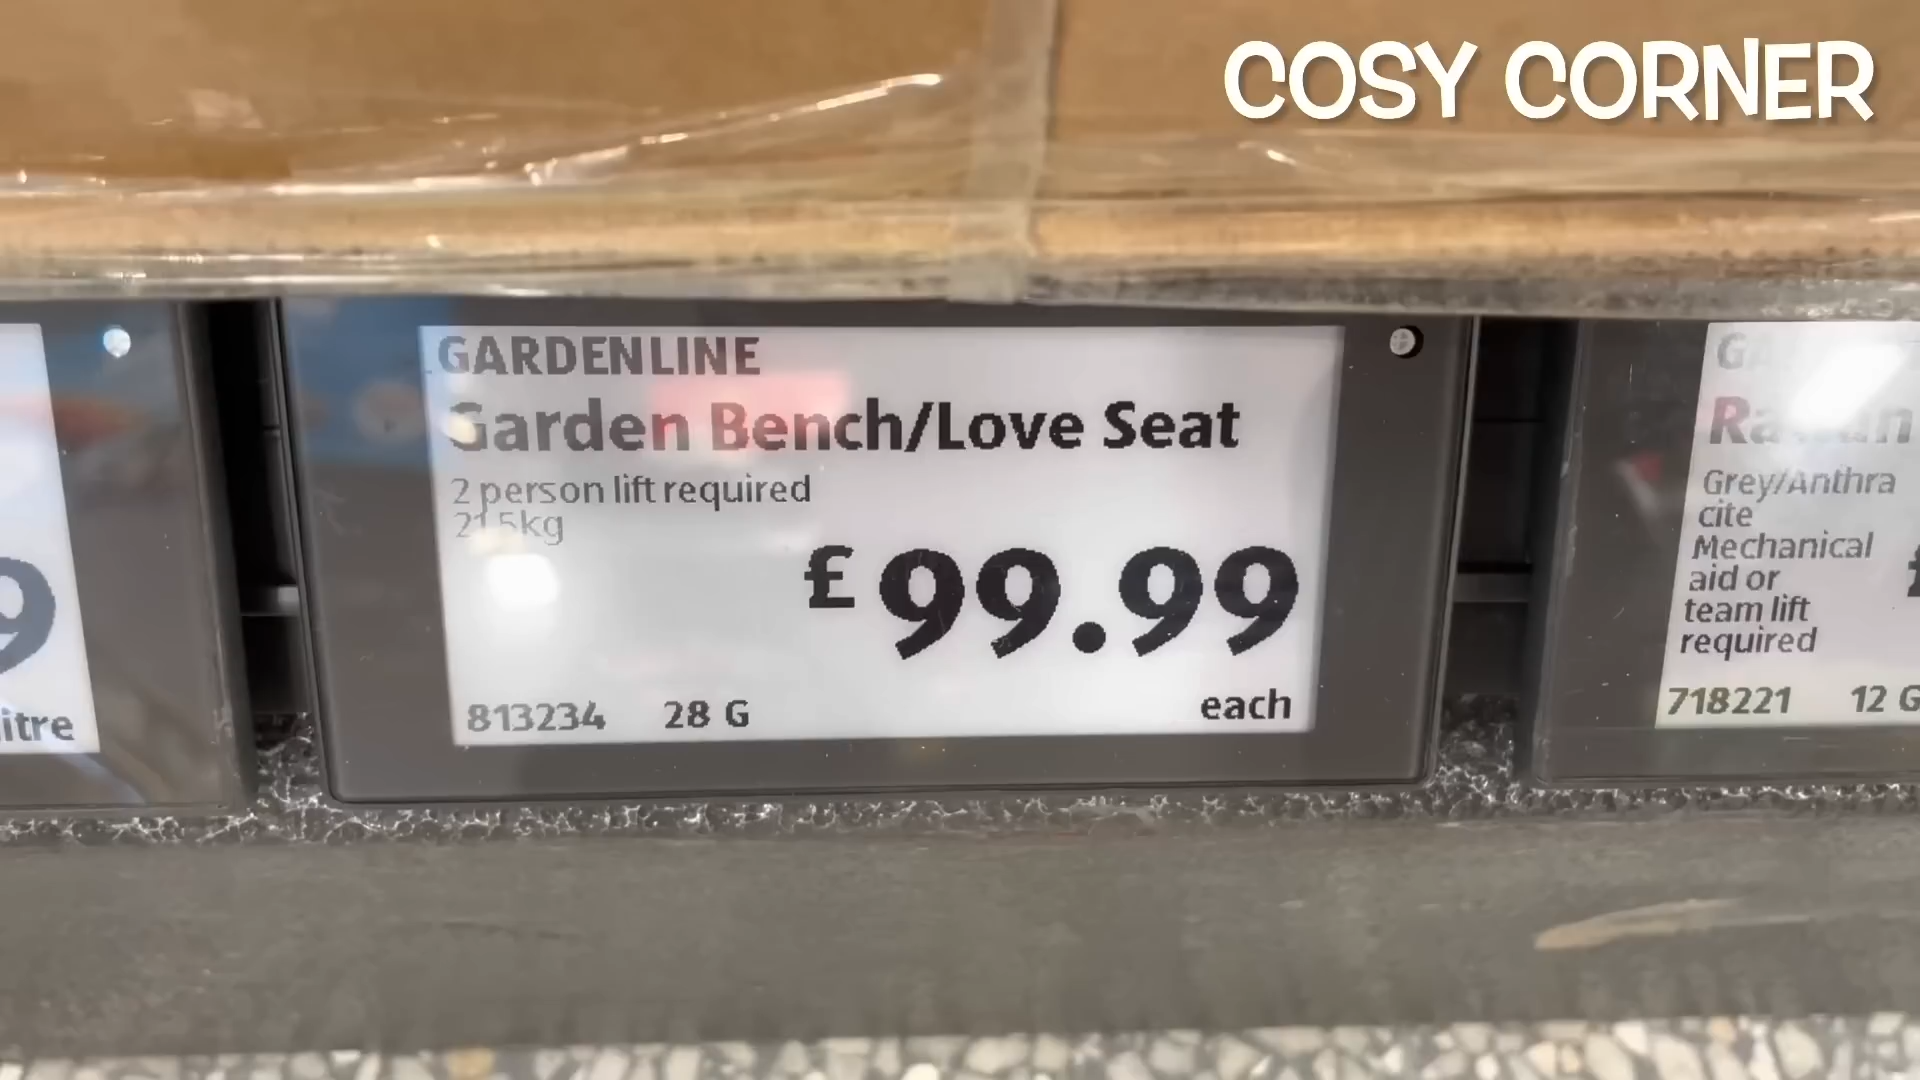 COSY CORNER
GARDENLINE
Garden Bench/Love Seat
2 person lift required
21.5kg
£99.99
813234 28 G
each
9
itre
Grey/Anthra
cite
Mechanical
aid or
team lift
required
718221 12 G